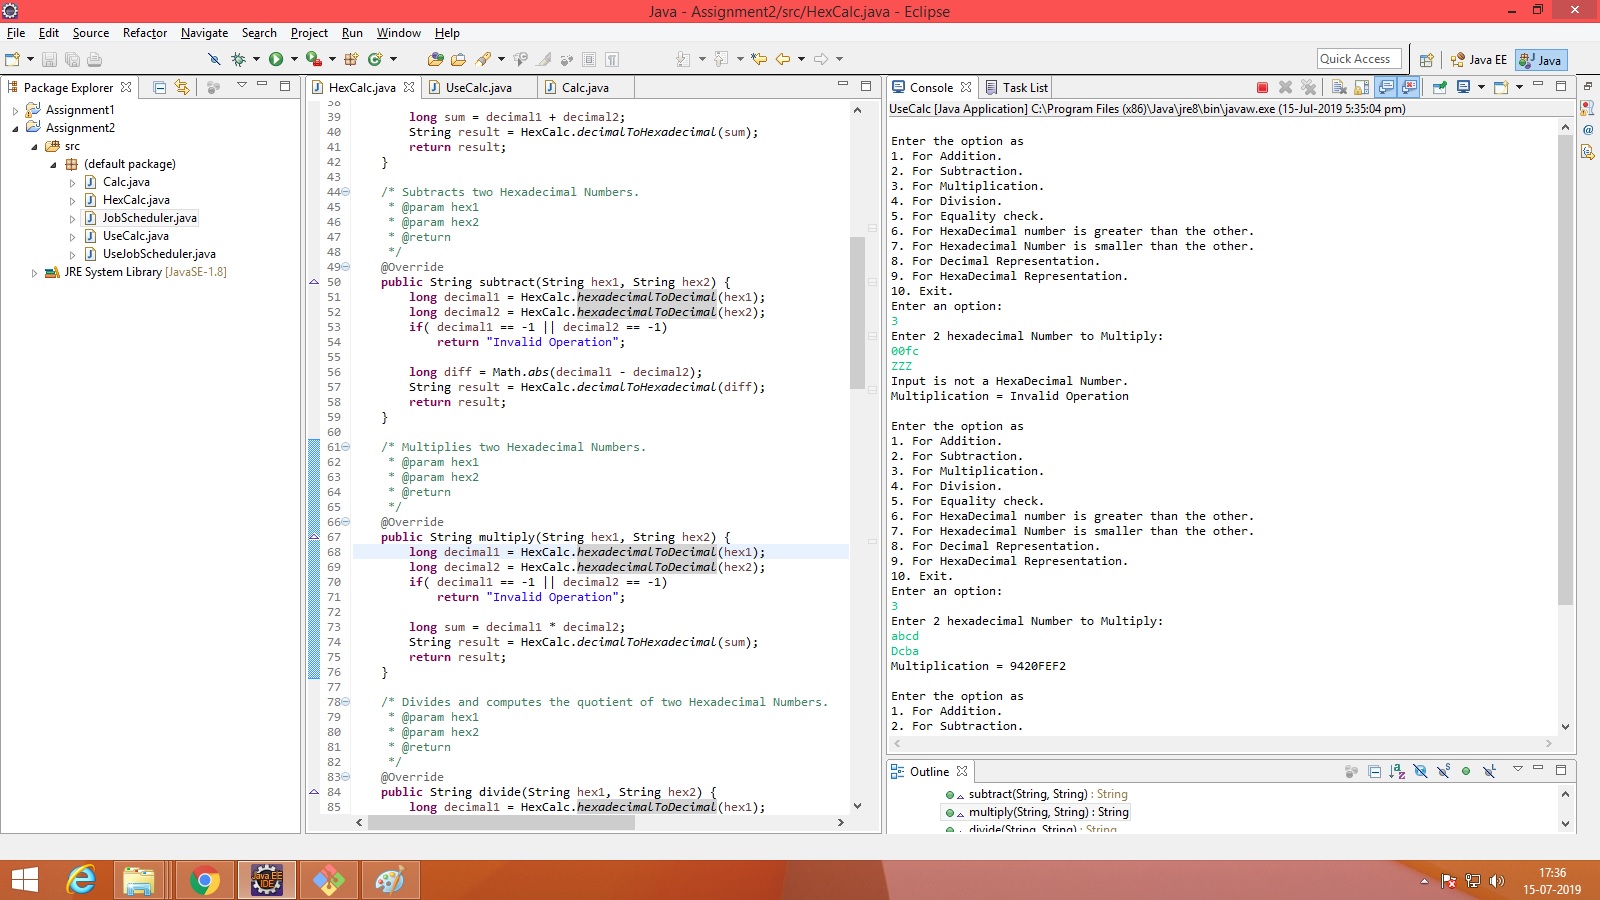 Java - Assignment2/src/HexCalc.java - Eclipse
File Edit Source Refactor Navigate Search Project Run Window Help
Quick Access
Java EE
Java
Package Explorer
Assignment1
Assignment2
src
(default package)
Calc.java
HexCalc.java
JobScheduler.java
UseCalc.java
UseJobScheduler.java
JRE System Library [JavaSE-1.8]
HexCalc.java UseCalc.java Calc.java
38
39 long sum = decimal1 + decimal2;
40 String result = HexCalc.decimalToHexadecimal(sum);
41 return result;
42 }
43
44 /* Subtracts two Hexadecimal Numbers.
45 * @param hex1
46 * @param hex2
47 * @return
48 */
49 @Override
50 public String subtract(String hex1, String hex2) {
51 long decimal1 = HexCalc.hexadecimalToDecimal(hex1);
52 long decimal2 = HexCalc.hexadecimalToDecimal(hex2);
53 if( decimal1 == -1 || decimal2 == -1)
54 return "Invalid Operation";
55
56 long diff = Math.abs(decimal1 - decimal2);
57 String result = HexCalc.decimalToHexadecimal(diff);
58 return result;
59 }
60
61 /* Multiplies two Hexadecimal Numbers.
62 * @param hex1
63 * @param hex2
64 * @return
65 */
66 @Override
67 public String multiply(String hex1, String hex2) {
68 long decimal1 = HexCalc.hexadecimalToDecimal(hex1);
69 long decimal2 = HexCalc.hexadecimalToDecimal(hex2);
70 if( decimal1 == -1 || decimal2 == -1)
71 return "Invalid Operation";
72
73 long sum = decimal1 * decimal2;
74 String result = HexCalc.decimalToHexadecimal(sum);
75 return result;
76 }
77
78 /* Divides and computes the quotient of two Hexadecimal Numbers.
79 * @param hex1
80 * @param hex2
81 * @return
82 */
83 @Override
84 public String divide(String hex1, String hex2) {
85 long decimal1 = HexCalc.hexadecimalToDecimal(hex1);
Console Task List
UseCalc [Java Application] C:\Program Files (x86)\Java\jre8\bin\javaw.exe (15-Jul-2019 5:35:04 pm)
Enter the option as
1. For Addition.
2. For Subtraction.
3. For Multiplication.
4. For Division.
5. For Equality check.
6. For HexaDecimal number is greater than the other.
7. For Hexadecimal Number is smaller than the other.
8. For Decimal Representation.
9. For HexaDecimal Representation.
10. Exit.
Enter an option:
3
Enter 2 hexadecimal Number to Multiply:
00fc
ZZZ
Input is not a HexaDecimal Number.
Multiplication = Invalid Operation
Enter the option as
1. For Addition.
2. For Subtraction.
3. For Multiplication.
4. For Division.
5. For Equality check.
6. For HexaDecimal number is greater than the other.
7. For Hexadecimal Number is smaller than the other.
8. For Decimal Representation.
9. For HexaDecimal Representation.
10. Exit.
Enter an option:
3
Enter 2 hexadecimal Number to Multiply:
abcd
Dcba
Multiplication = 9420FEF2
Enter the option as
1. For Addition.
2. For Subtraction.
Outline
subtract(String, String) : String
multiply(String, String) : String
divide(String, String) : String
Java EE
IDE
17:36
15-07-2019